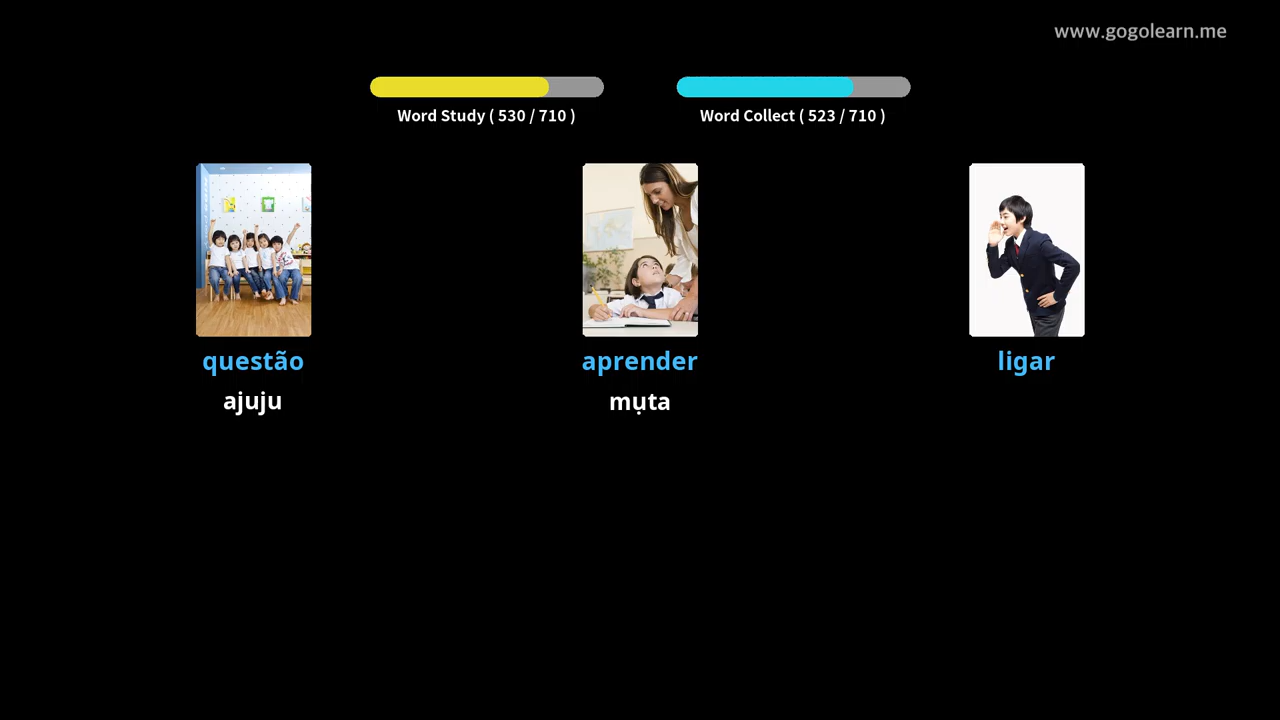 www.gogolearn.me
Word Study ( 530 / 710 )
Word Collect ( 523 / 710 )
questão
aprender
ligar
ajuju
mụta